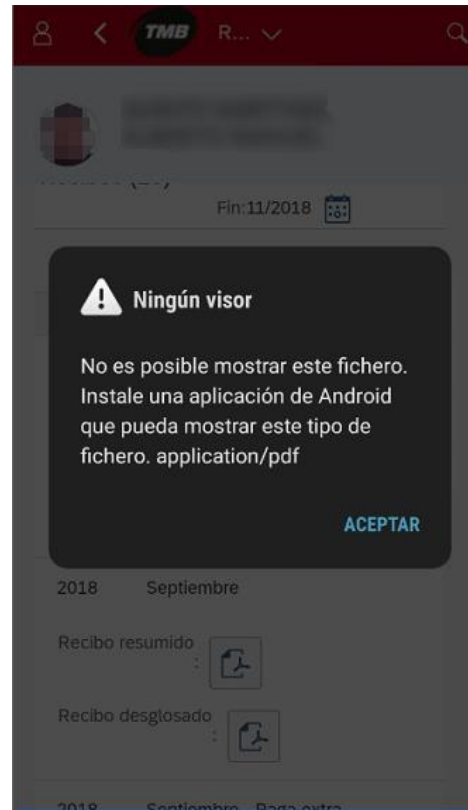 TMB R...
Fin:11/2018
Ningún visor
No es posible mostrar este fichero.
Instale una aplicación de Android
que pueda mostrar este tipo de
fichero. application/pdf
ACEPTAR
2018 Septiembre
Recibo resumido
:
Recibo desglosado
:
2018 Septiembre - Paga extra